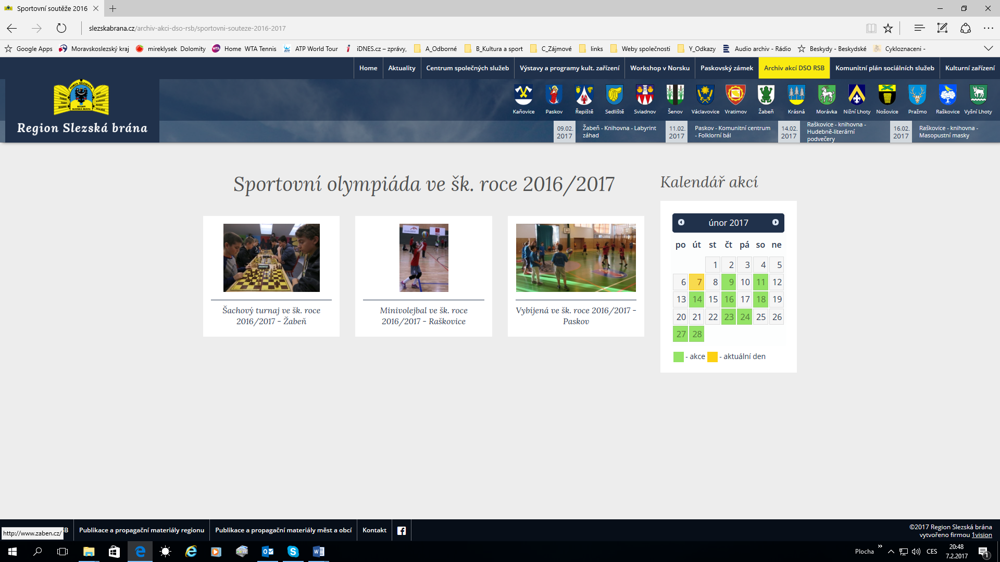 Sportovní soutěže 2016
slezskabrana.cz/archiv-akci-dso-rsb/sportovni-souteze-2016-2017
Google Apps Moravskoslezský kraj mireklysek Dolomity Home WTA Tennis ATP World Tour iDNES.cz – zprávy, A_Odborné B_Kultura a sport C_Zájmové links Weby společnosti Y_Odkazy Audio archiv - Rádio Beskydy - Beskydské Cykloznaceni -
Home Aktuality Centrum společných služeb Výstavy a programy kult. zařízení Workshop v Norsku Paskovský zámek Archiv akcí DSO RSB Komunitní plán sociálních služeb Kulturní zařízení
Region Slezská brána
Kaňovice Paskov Řepiště Sedliště Sviadnov Šenov Václavovice Vratimov Žabeň Krásná Morávka Nižní Lhoty Nošovice Pražmo Raškovice Vyšní Lhoty
09.02. 2017
Žabeň - Knihovna - Labyrint
záhad
11.02. 2017
Paskov - Komunitní centrum
- Folklorní bál
14.02. 2017
Raškovice - knihovna -
Hudebně-literární
podvečery
16.02. 2017
Raškovice - knihovna -
Masopustní masky
Sportovní olympiáda ve šk. roce 2016/2017
Šachový turnaj ve šk. roce
2016/2017 - Žabeň
Minivolejbal ve šk. roce
2016/2017 - Raškovice
Vybíjená ve šk. roce 2016/2017 -
Paskov
Kalendář akcí
únor 2017
po út st čt pá so ne
1 2 3 4 5
6 7 8 9 10 11 12
13 14 15 16 17 18 19
20 21 22 23 24 25 26
27 28
- akce - aktuální den
http://www.zaben.cz/
Publikace a propagační materiály regionu Publikace a propagační materiály měst a obcí Kontakt
©2017 Region Slezská brána
vytvořeno firmou 1vision
Plocha
CES
20:48
7.2.2017
1